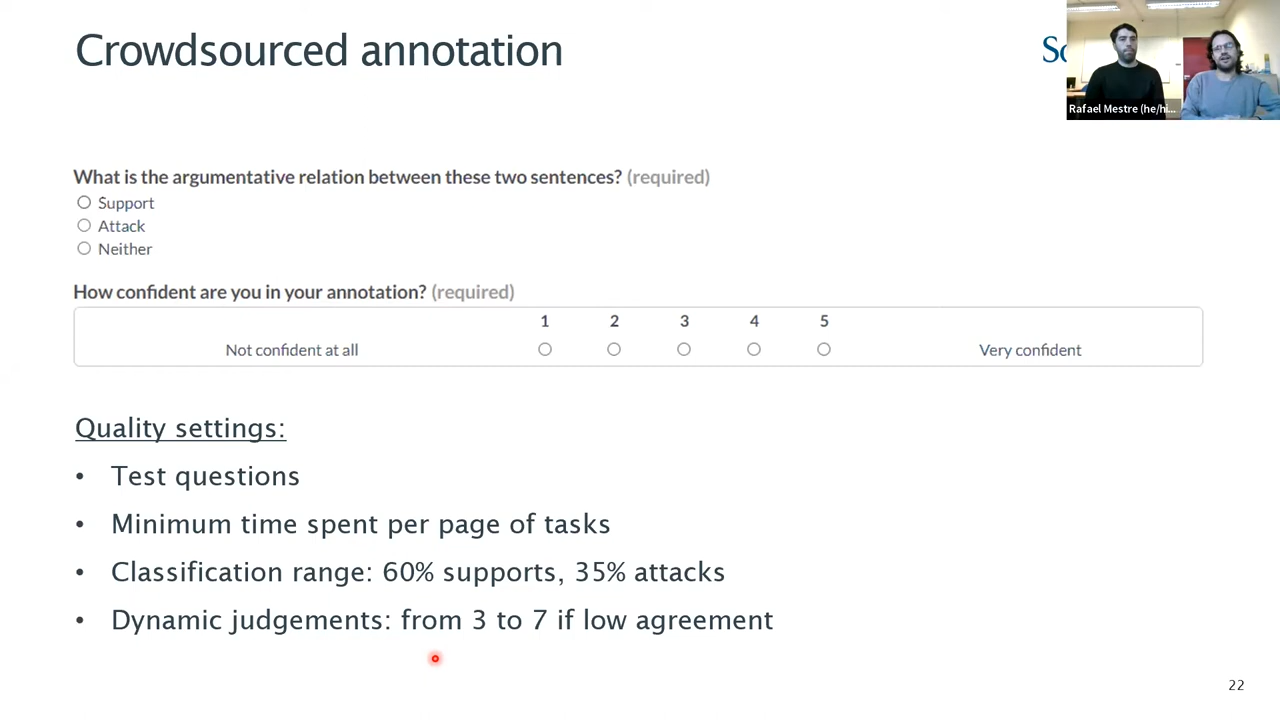 Crowdsourced annotation
So
Rafael Mestre (he/hi...
What is the argumentative relation between these two sentences? (required)
Support
Attack
Neither
How confident are you in your annotation? (required)
1 2 3 4 5
Not confident at all Very confident
Quality settings:
• Test questions
• Minimum time spent per page of tasks
• Classification range: 60% supports, 35% attacks
• Dynamic judgements: from 3 to 7 if low agreement
22